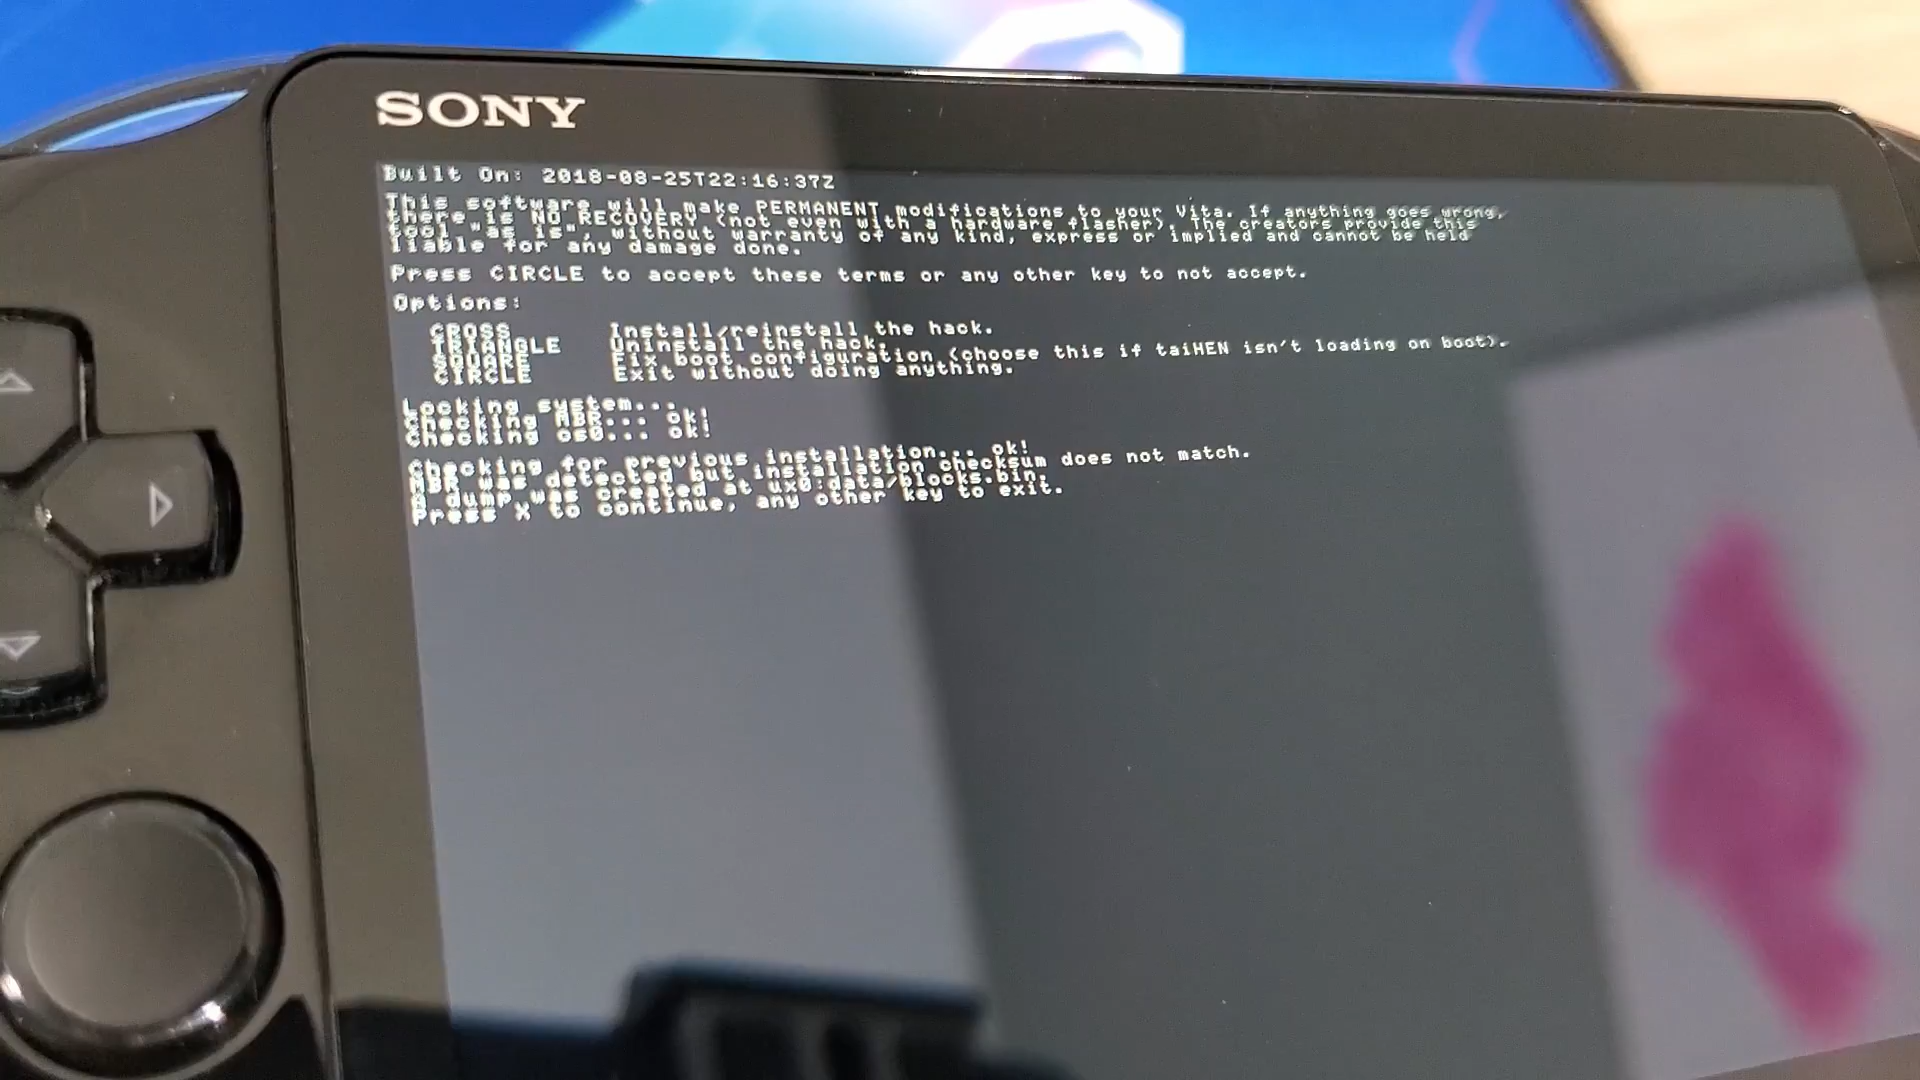 SONY
Built On: 2018-08-25T22:16:37Z
This software will make PERMANENT modifications to your Vita. If anything goes wrong,
there is NO RECOVERY (not even with a hardware flasher). The creators provide this
tool "as is", without warranty of any kind, express or implied and cannot be held
liable for any damage done.
Press CIRCLE to accept these terms or any other key to not accept.
Options:
CROSS Install/reinstall the hack.
TRIANGLE Uninstall the hack.
SQUARE Fix boot configuration (choose this if taiHEN isn't loading on boot).
CIRCLE Exit without doing anything.
Locking system...
Checking MBR... ok!
Checking os0... ok!
Checking for previous installation... ok!
MBR was detected but installation checksum does not match.
A dump was created at ux0:data/blocks.bin.
Press X to continue, any other key to exit.